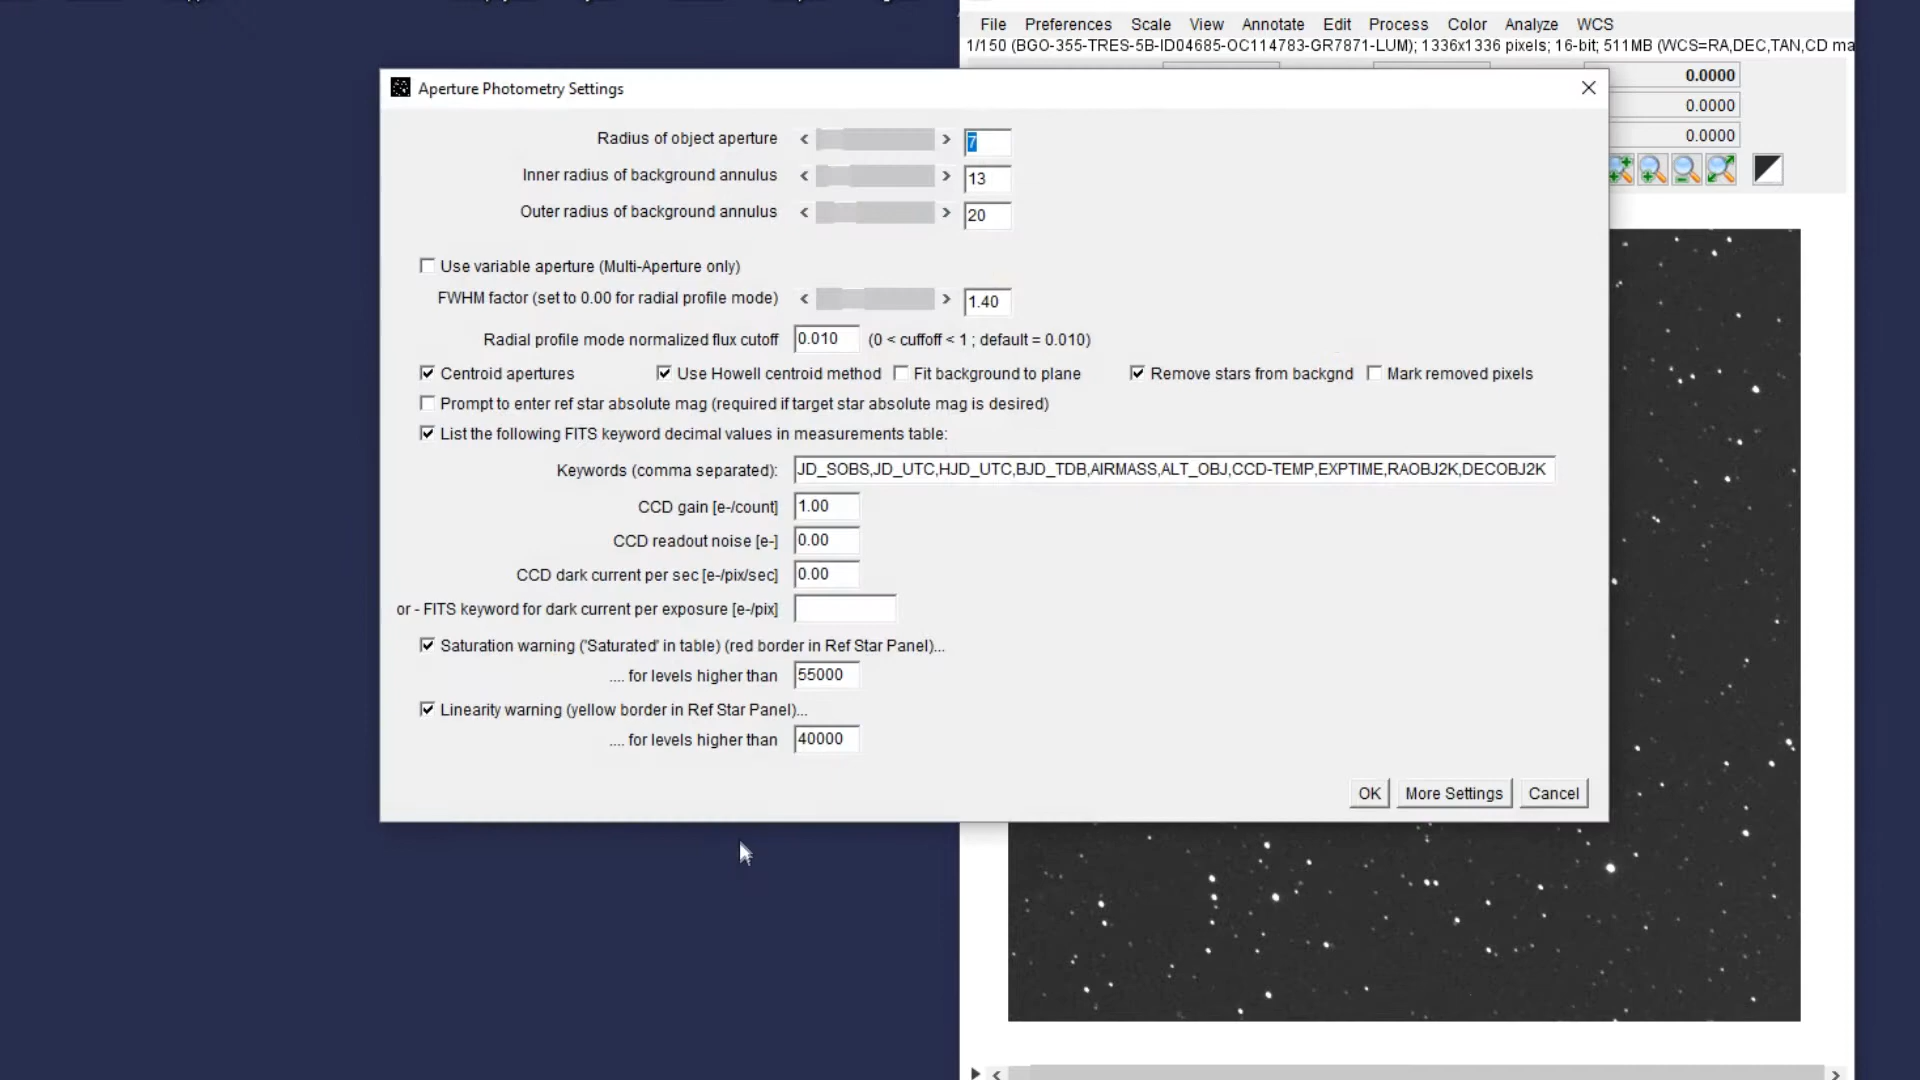 File Preferences Scale View Annotate Edit Process Color Analyze WCS
1/150 (BGO-355-TRES-5B-ID04685-OC114783-GR7871-LUM); 1336x1336 pixels; 16-bit; 511MB (WCS=RA,DEC,TAN,CD ma
0.0000
0.0000
0.0000
Aperture Photometry Settings
Radius of object aperture < > 7
Inner radius of background annulus < > 13
Outer radius of background annulus < > 20
Use variable aperture (Multi-Aperture only)
FWHM factor (set to 0.00 for radial profile mode) < > 1.40
Radial profile mode normalized flux cutoff 0.010 (0 < cuffoff < 1 ; default = 0.010)
Centroid apertures Use Howell centroid method Fit background to plane Remove stars from backgnd Mark removed pixels
Prompt to enter ref star absolute mag (required if target star absolute mag is desired)
List the following FITS keyword decimal values in measurements table:
Keywords (comma separated): JD_SOBS,JD_UTC,HJD_UTC,BJD_TDB,AIRMASS,ALT_OBJ,CCD-TEMP,EXPTIME,RAOBJ2K,DECOBJ2K
CCD gain [e-/count] 1.00
CCD readout noise [e-] 0.00
CCD dark current per sec [e-/pix/sec] 0.00
or - FITS keyword for dark current per exposure [e-/pix]
Saturation warning ('Saturated' in table) (red border in Ref Star Panel)...
.... for levels higher than 55000
Linearity warning (yellow border in Ref Star Panel)...
.... for levels higher than 40000
OK More Settings Cancel